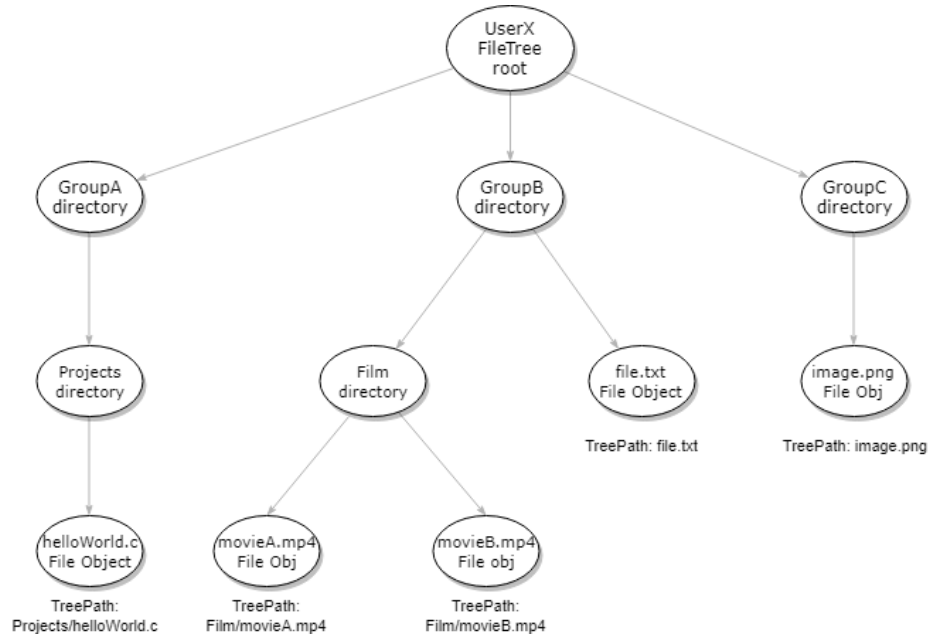 UserX
FileTree
root
GroupA
directory
GroupB
directory
GroupC
directory
Projects
directory
Film
directory
file.txt
File Object
image.png
File Obj
TreePath: file.txt
TreePath: image.png
helloWorld.c
File Object
movieA.mp4
File Obj
movieB.mp4
File obj
TreePath:
Projects/helloWorld.c
TreePath:
Film/movieA.mp4
TreePath:
Film/movieB.mp4